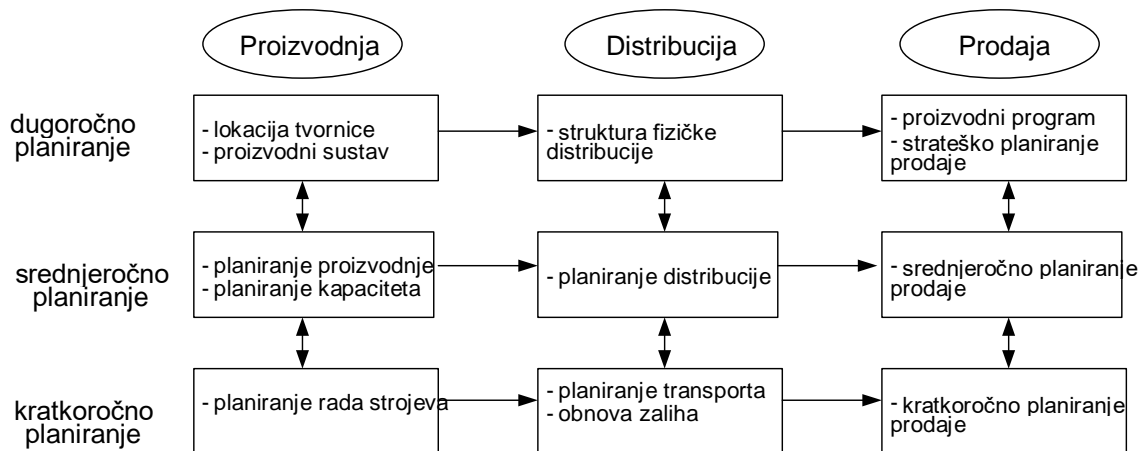 Proizvodnja
Distribucija
Prodaja
dugoročno
planiranje
- lokacija tvornice
- proizvodni sustav
- struktura fizičke
distribucije
- proizvodni program
- strateško planiranje
prodaje
srednjeročno
planiranje
- planiranje proizvodnje
- planiranje kapaciteta
- planiranje distribucije
- srednjeročno planiranje
prodaje
kratkoročno
planiranje
- planiranje rada strojeva
- planiranje transporta
- obnova zaliha
- kratkoročno planiranje
prodaje